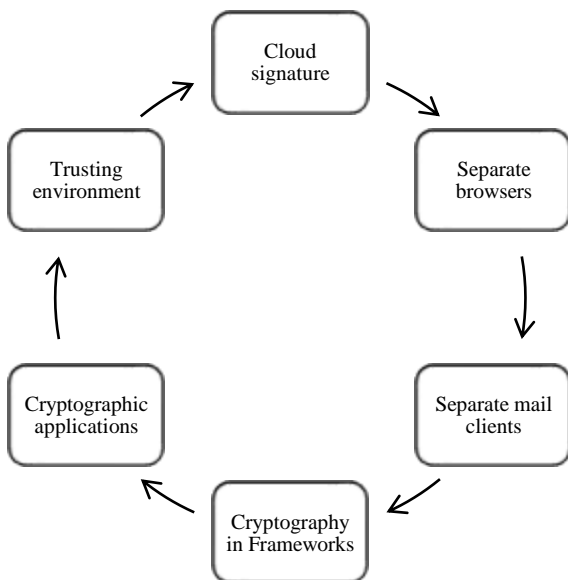 Cloud
signature
Separate
browsers
Separate mail
clients
Cryptography
in Frameworks
Cryptographic
applications
Trusting
environment